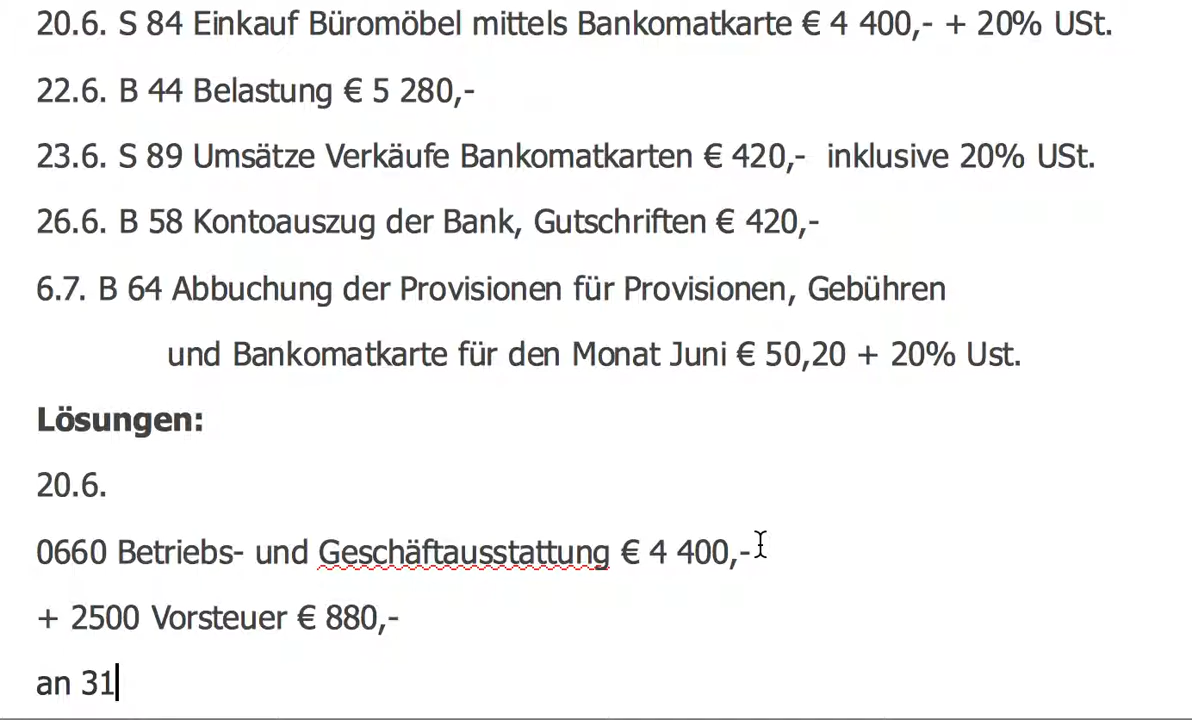 20.6. S 84 Einkauf Büromöbel mittels Bankomatkarte € 4 400,- + 20% USt.
22.6. B 44 Belastung € 5 280,-
23.6. S 89 Umsätze Verkäufe Bankomatkarten € 420,- inklusive 20% USt.
26.6. B 58 Kontoauszug der Bank, Gutschriften € 420,-
6.7. B 64 Abbuchung der Provisionen für Provisionen, Gebühren
und Bankomatkarte für den Monat Juni € 50,20 + 20% Ust.
Lösungen:
20.6.
0660 Betriebs- und Geschäftausstattung € 4 400,-
+ 2500 Vorsteuer € 880,-
an 31